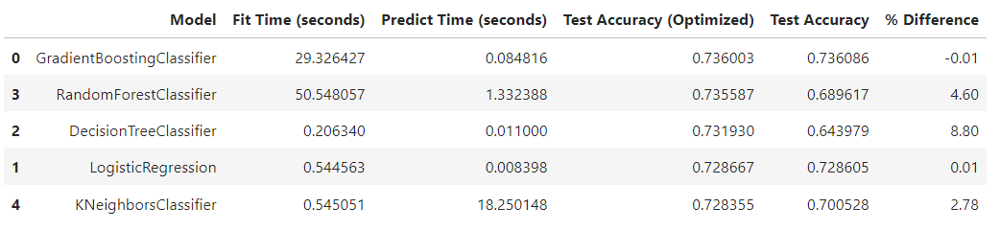 Model Fit Time (seconds) Predict Time (seconds) Test Accuracy (Optimized) Test Accuracy % Difference
0 GradientBoostingClassifier 29.326427 0.084816 0.736003 0.736086 -0.01
3 RandomForestClassifier 50.548057 1.332388 0.735587 0.689617 4.60
2 DecisionTreeClassifier 0.206340 0.011000 0.731930 0.643979 8.80
1 LogisticRegression 0.544563 0.008398 0.728667 0.728605 0.01
4 KNeighborsClassifier 0.545051 18.250148 0.728355 0.700528 2.78